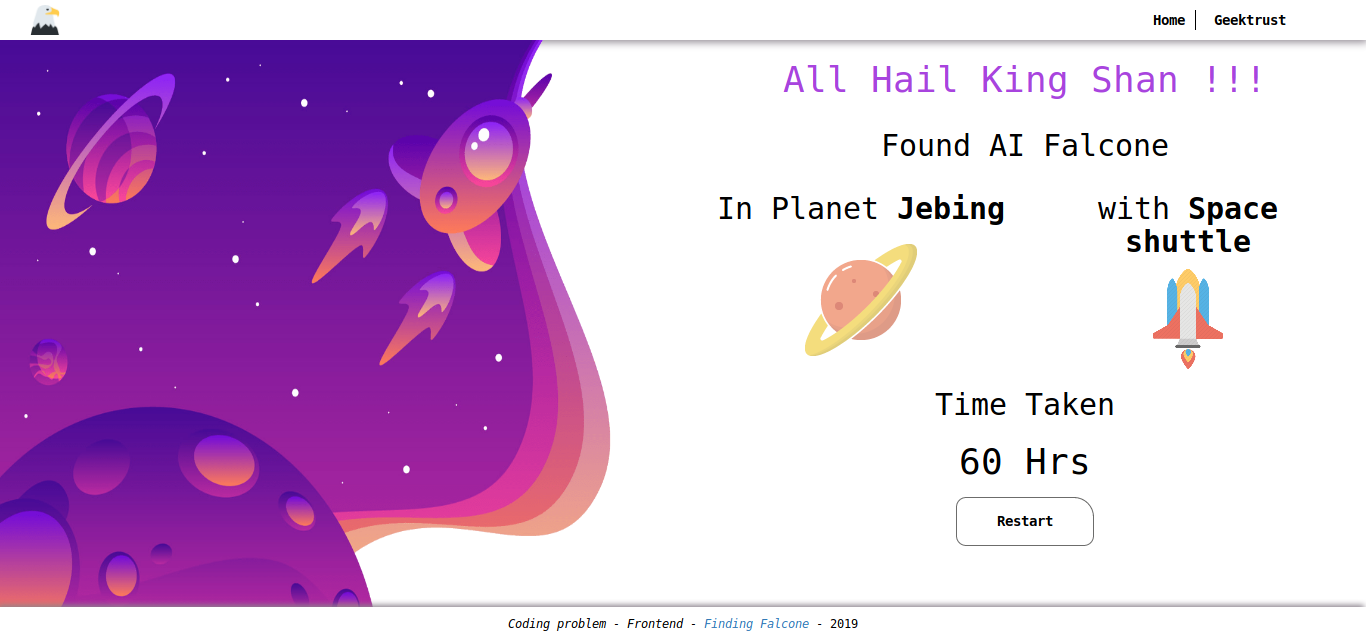 Home Geektrust
All Hail King Shan !!!
Found AI Falcone
In Planet Jebing
with Space
shuttle
Time Taken
60 Hrs
Restart
Coding problem - Frontend - Finding Falcone - 2019